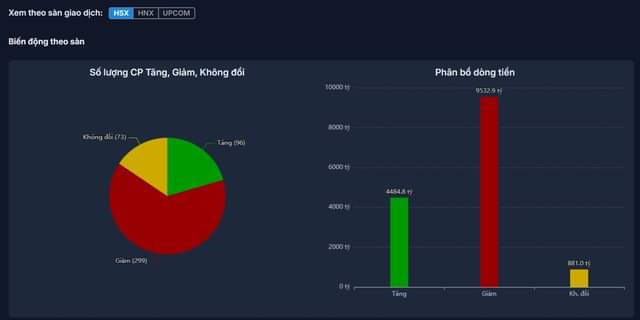 Xem theo sàn giao dịch: HSX HNX UPCOM
Biến động theo sàn
Số lượng CP Tăng, Giảm, Không đổi
Không đổi (73)
Tăng (96)
Giảm (299)
Phân bổ dòng tiền
10000 tỷ
8000 tỷ
6000 tỷ
4000 tỷ
2000 tỷ
0 tỷ
4484.8 tỷ
9532.9 tỷ
881.0 tỷ
Tăng
Giảm
Kh. đổi